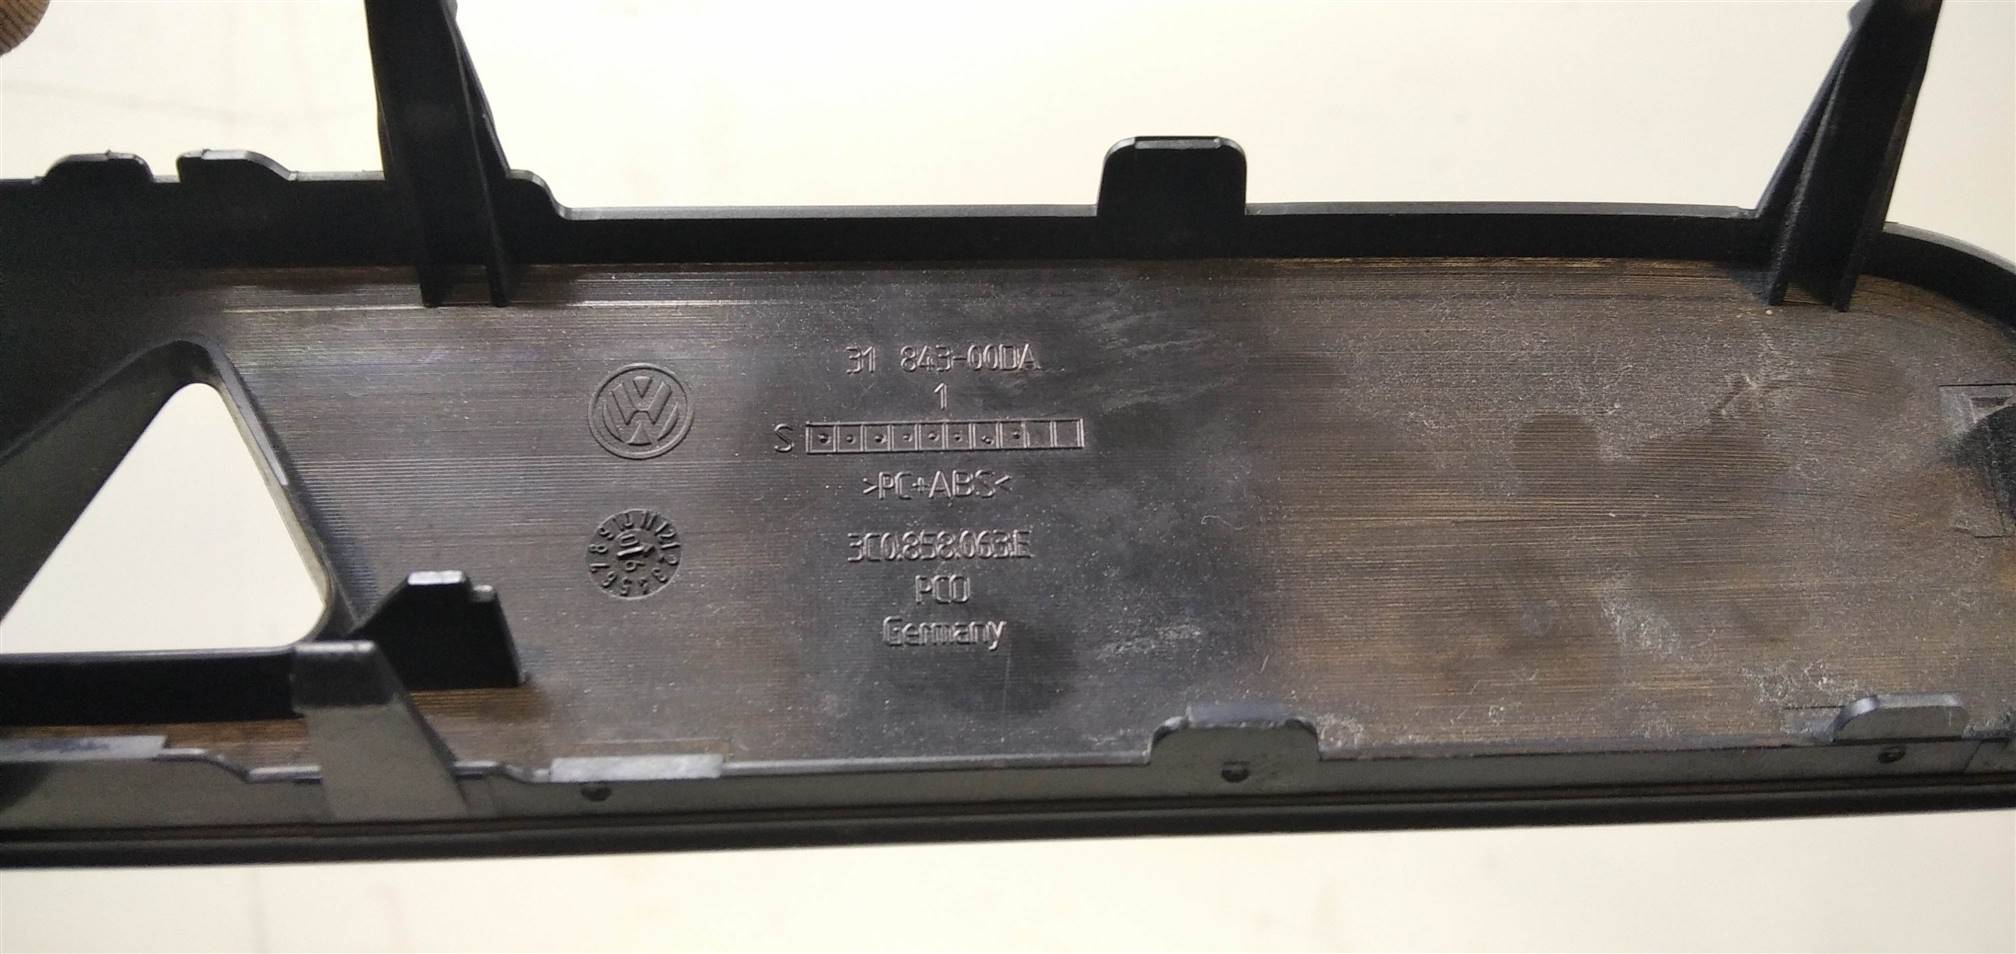 31 843-00DA
1
S
>PC+ABS<
3C0.858.063.E
PCO
Germany